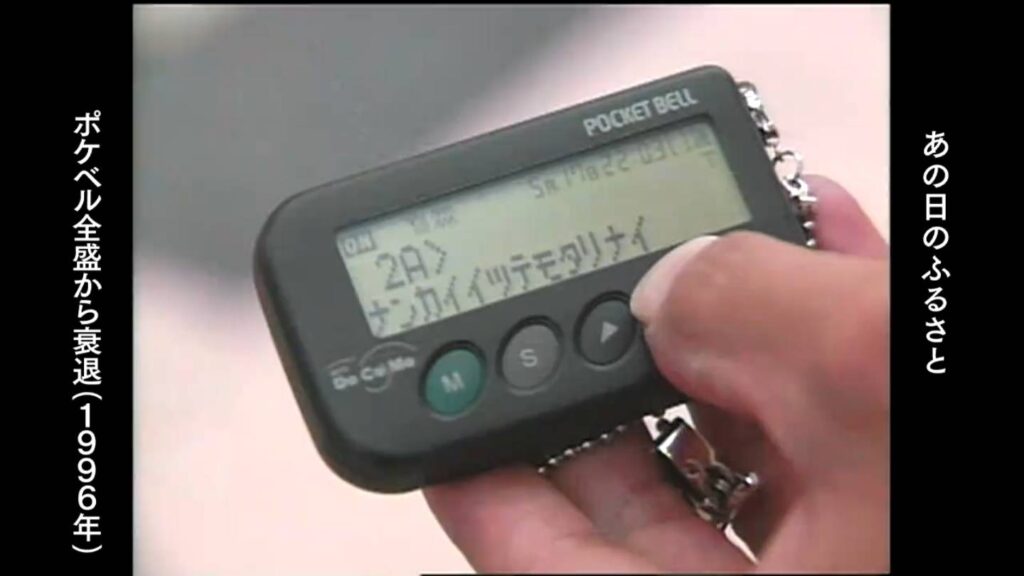 あの日のふるさと
ポケベル全盛から衰退(1996年)
POCKET BELL
2A>
ナンカイイッテモタリナイ
DoCoMo
M
S